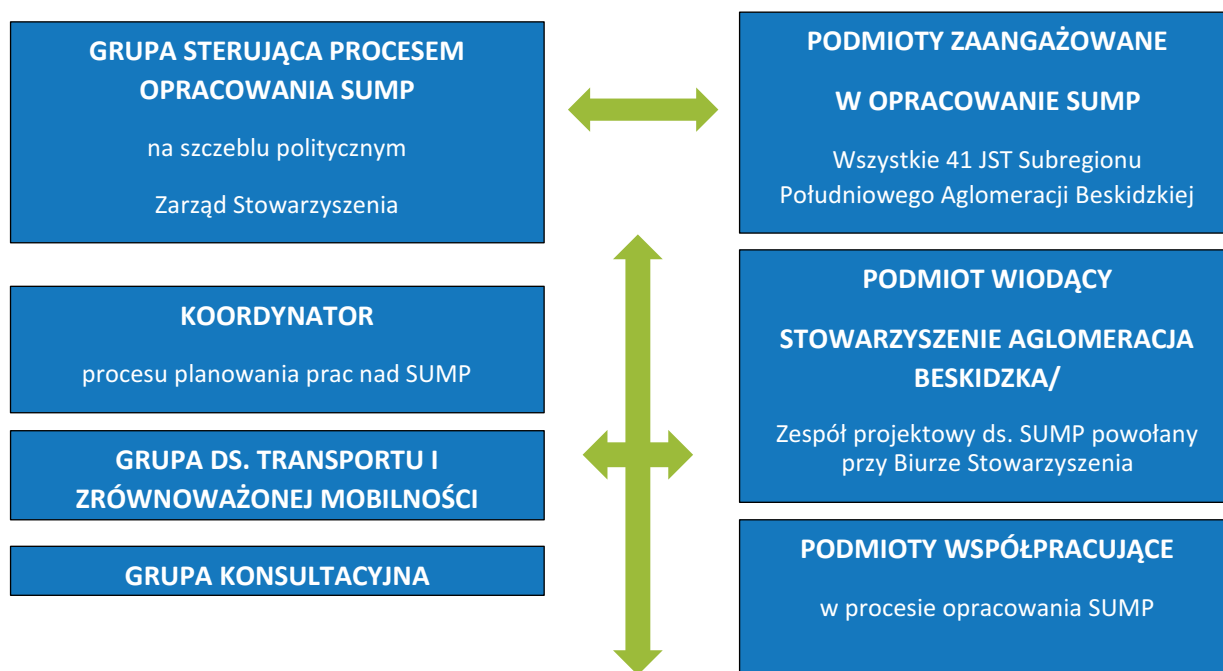 GRUPA STERUJĄCA PROCESEM
OPRACOWANIA SUMP
na szczeblu politycznym
Zarząd Stowarzyszenia
KOORDYNATOR
procesu planowania prac nad SUMP
GRUPA DS. TRANSPORTU I
ZRÓWNOWAŻONEJ MOBILNOŚCI
GRUPA KONSULTACYJNA
PODMIOTY ZAANGAŻOWANE
W OPRACOWANIE SUMP
Wszystkie 41 JST Subregionu
Południowego Aglomeracji Beskidzkiej
PODMIOT WIODĄCY
STOWARZYSZENIE AGLOMERACJA
BESKIDZKA/
Zespół projektowy ds. SUMP powołany
przy Biurze Stowarzyszenia
PODMIOTY WSPÓŁPRACUJĄCE
w procesie opracowania SUMP